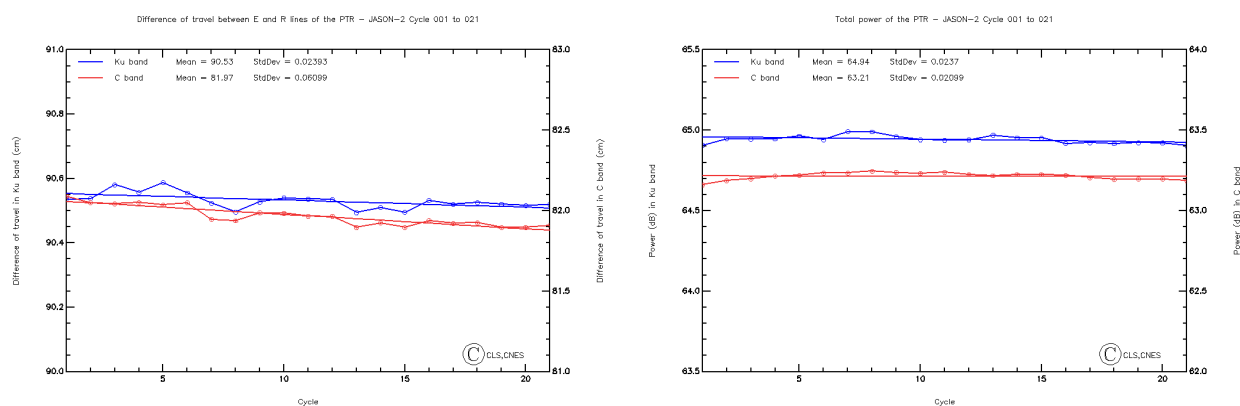 Difference of travel between E and R lines of the PTR - JASON-2 Cycle 001 to 021
91.0
90.8
90.6
90.4
90.2
90.0
Difference of travel in Ku band (cm)
Ku band Mean = 90.53 StdDev = 0.02393
C band Mean = 81.97 StdDev = 0.06099
83.0
82.5
82.0
81.5
81.0
Difference of travel in C band (cm)
© CLS,CNES
5 10 15 20
Cycle
Total power of the PTR - JASON-2 Cycle 001 to 021
65.5
65.0
64.5
64.0
63.5
Power (dB) in Ku band
Ku band Mean = 64.94 StdDev = 0.0237
C band Mean = 63.21 StdDev = 0.02099
64.0
63.5
63.0
62.5
62.0
Power (dB) in C band
© CLS,CNES
5 10 15 20
Cycle